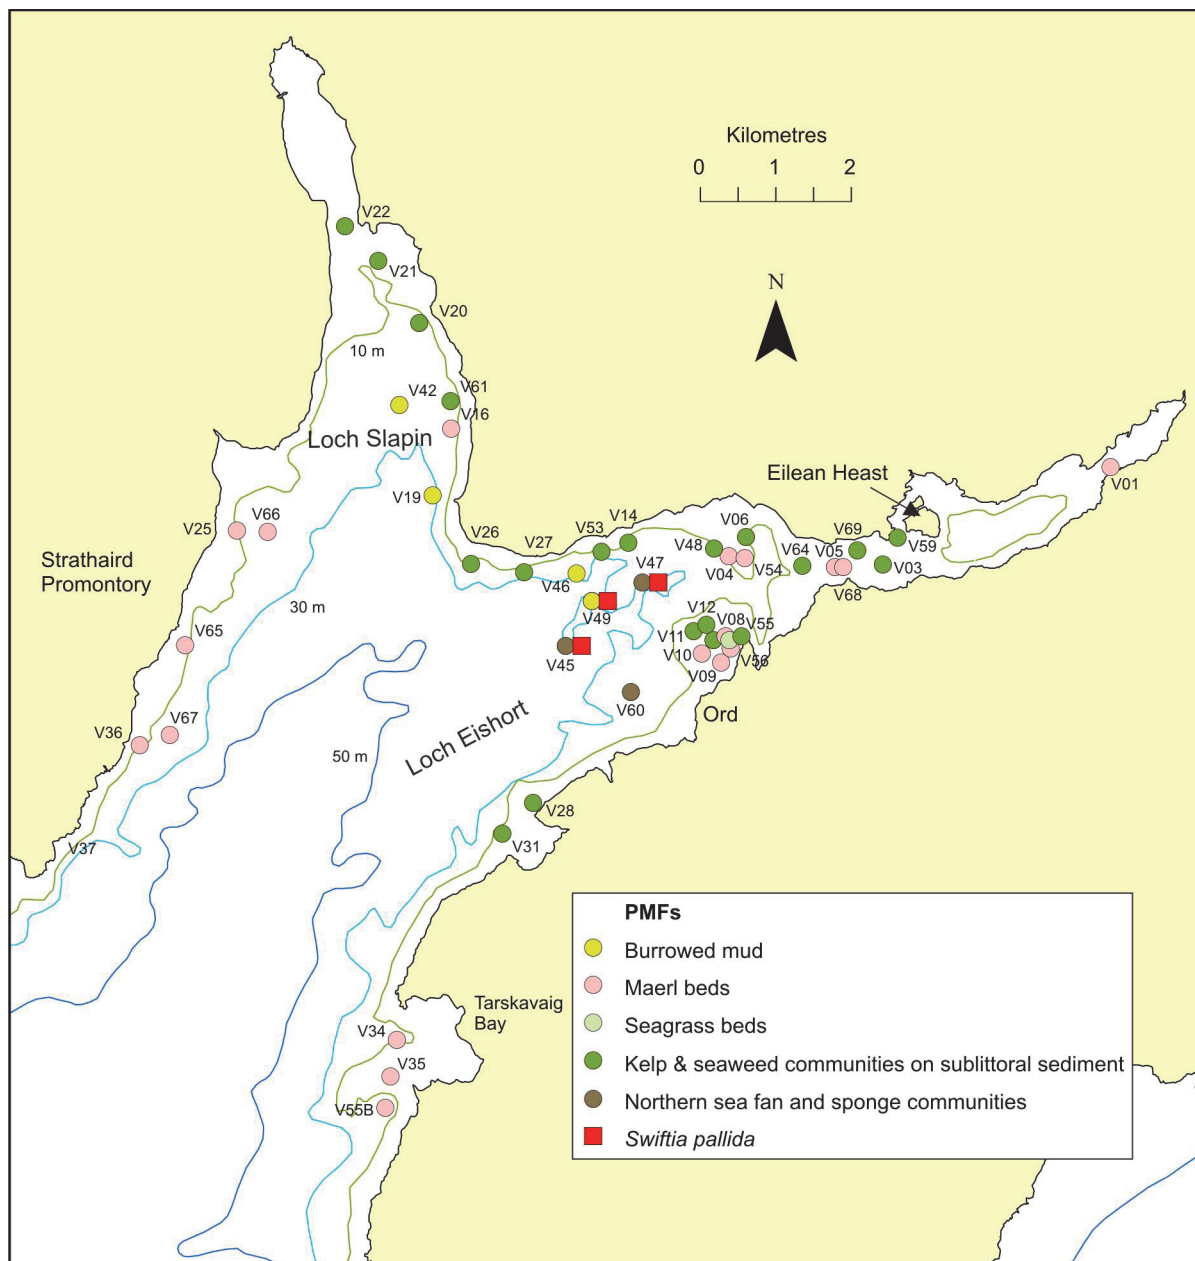 Kilometres
0 1 2
N
V22
V21
V20
10 m
V42
V61
V16
Loch Slapin
V19
Eilean Heast
V01
V25
V66
V26
V27
V53
V14
V48
V06
V69
V59
V47
V04
V54
V64
V05
V03
V68
Strathaird
Promontory
V46
V49
30 m
V12
V08
V55
V11
V65
V45
V10
V56
V09
V60
Ord
V36
V67
Loch Eishort
50 m
V28
V31
V37
PMFs
Burrowed mud
Maerl beds
Seagrass beds
Kelp & seaweed communities on sublittoral sediment
Northern sea fan and sponge communities
Swiftia pallida
Tarskavaig
Bay
V34
V35
V55B